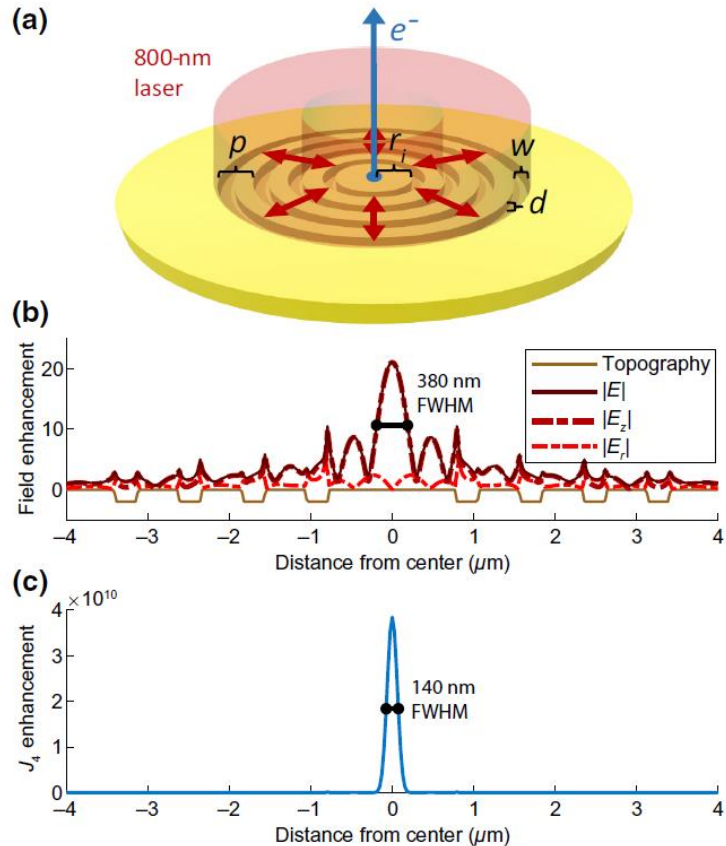 (a)
e⁻
800-nm
laser
p
r_i
w
d
(b)
Field enhancement
20
10
0
380 nm
FWHM
Topography
|E|
|E_z|
|E_r|
–4 –3 –2 –1 0 1 2 3 4
Distance from center (μm)
(c)
J₄ enhancement
4 ×10¹⁰
3
2
1
0
140 nm
FWHM
–4 –3 –2 –1 0 1 2 3 4
Distance from center (μm)